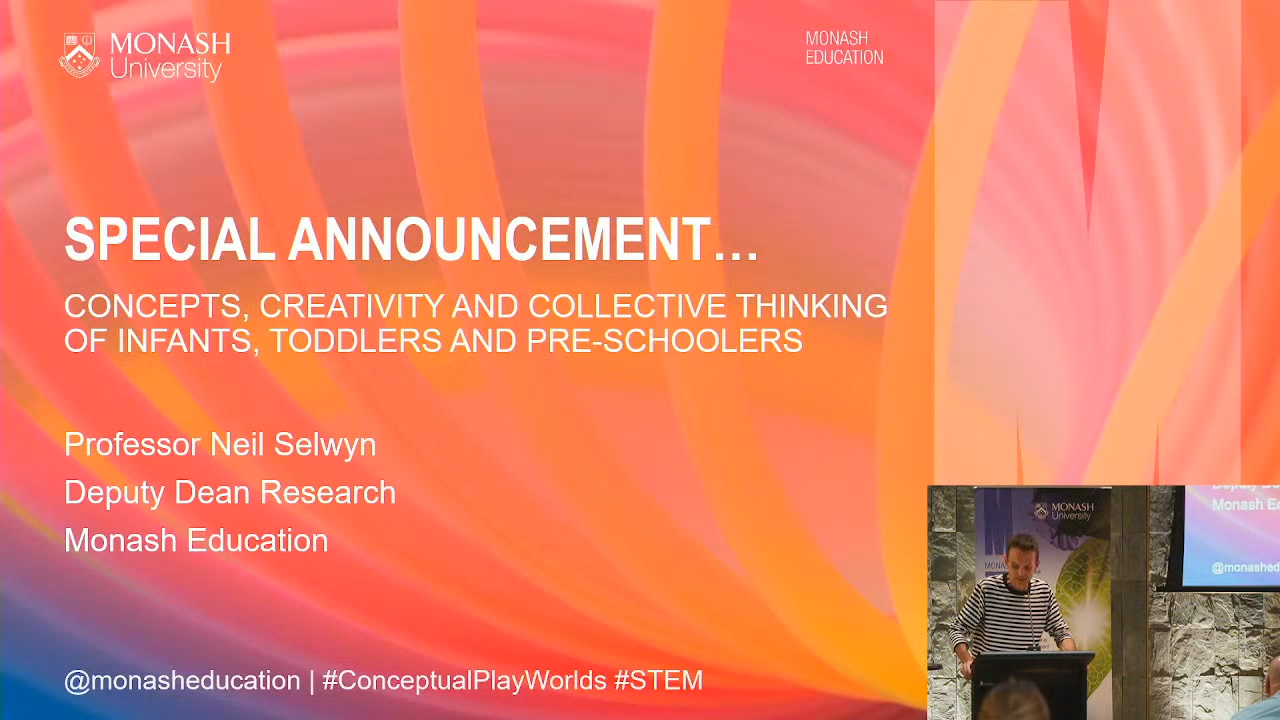 MONASH
University
MONASH
EDUCATION
SPECIAL ANNOUNCEMENT…
CONCEPTS, CREATIVITY AND COLLECTIVE THINKING
OF INFANTS, TODDLERS AND PRE-SCHOOLERS
Professor Neil Selwyn
Deputy Dean Research
Monash Education
@monasheducation | #ConceptualPlayWorlds #STEM
MONASH
University
Monash Ed
@monashed